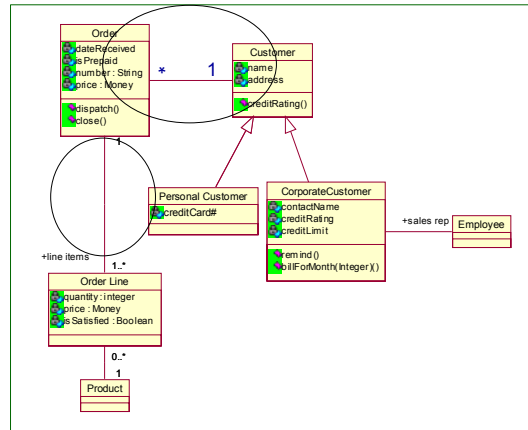 Order
dateReceived
isPrepaid
number : String
price : Money
dispatch()
close()
*
1
Customer
name
address
creditRating()
1
+line items
1..*
Personal Customer
creditCard#
CorporateCustomer
contactName
creditRating
creditLimit
remind()
billForMonth(Integer)()
+sales rep
Employee
Order Line
quantity : integer
price : Money
isSatisfied : Boolean
0..*
1
Product